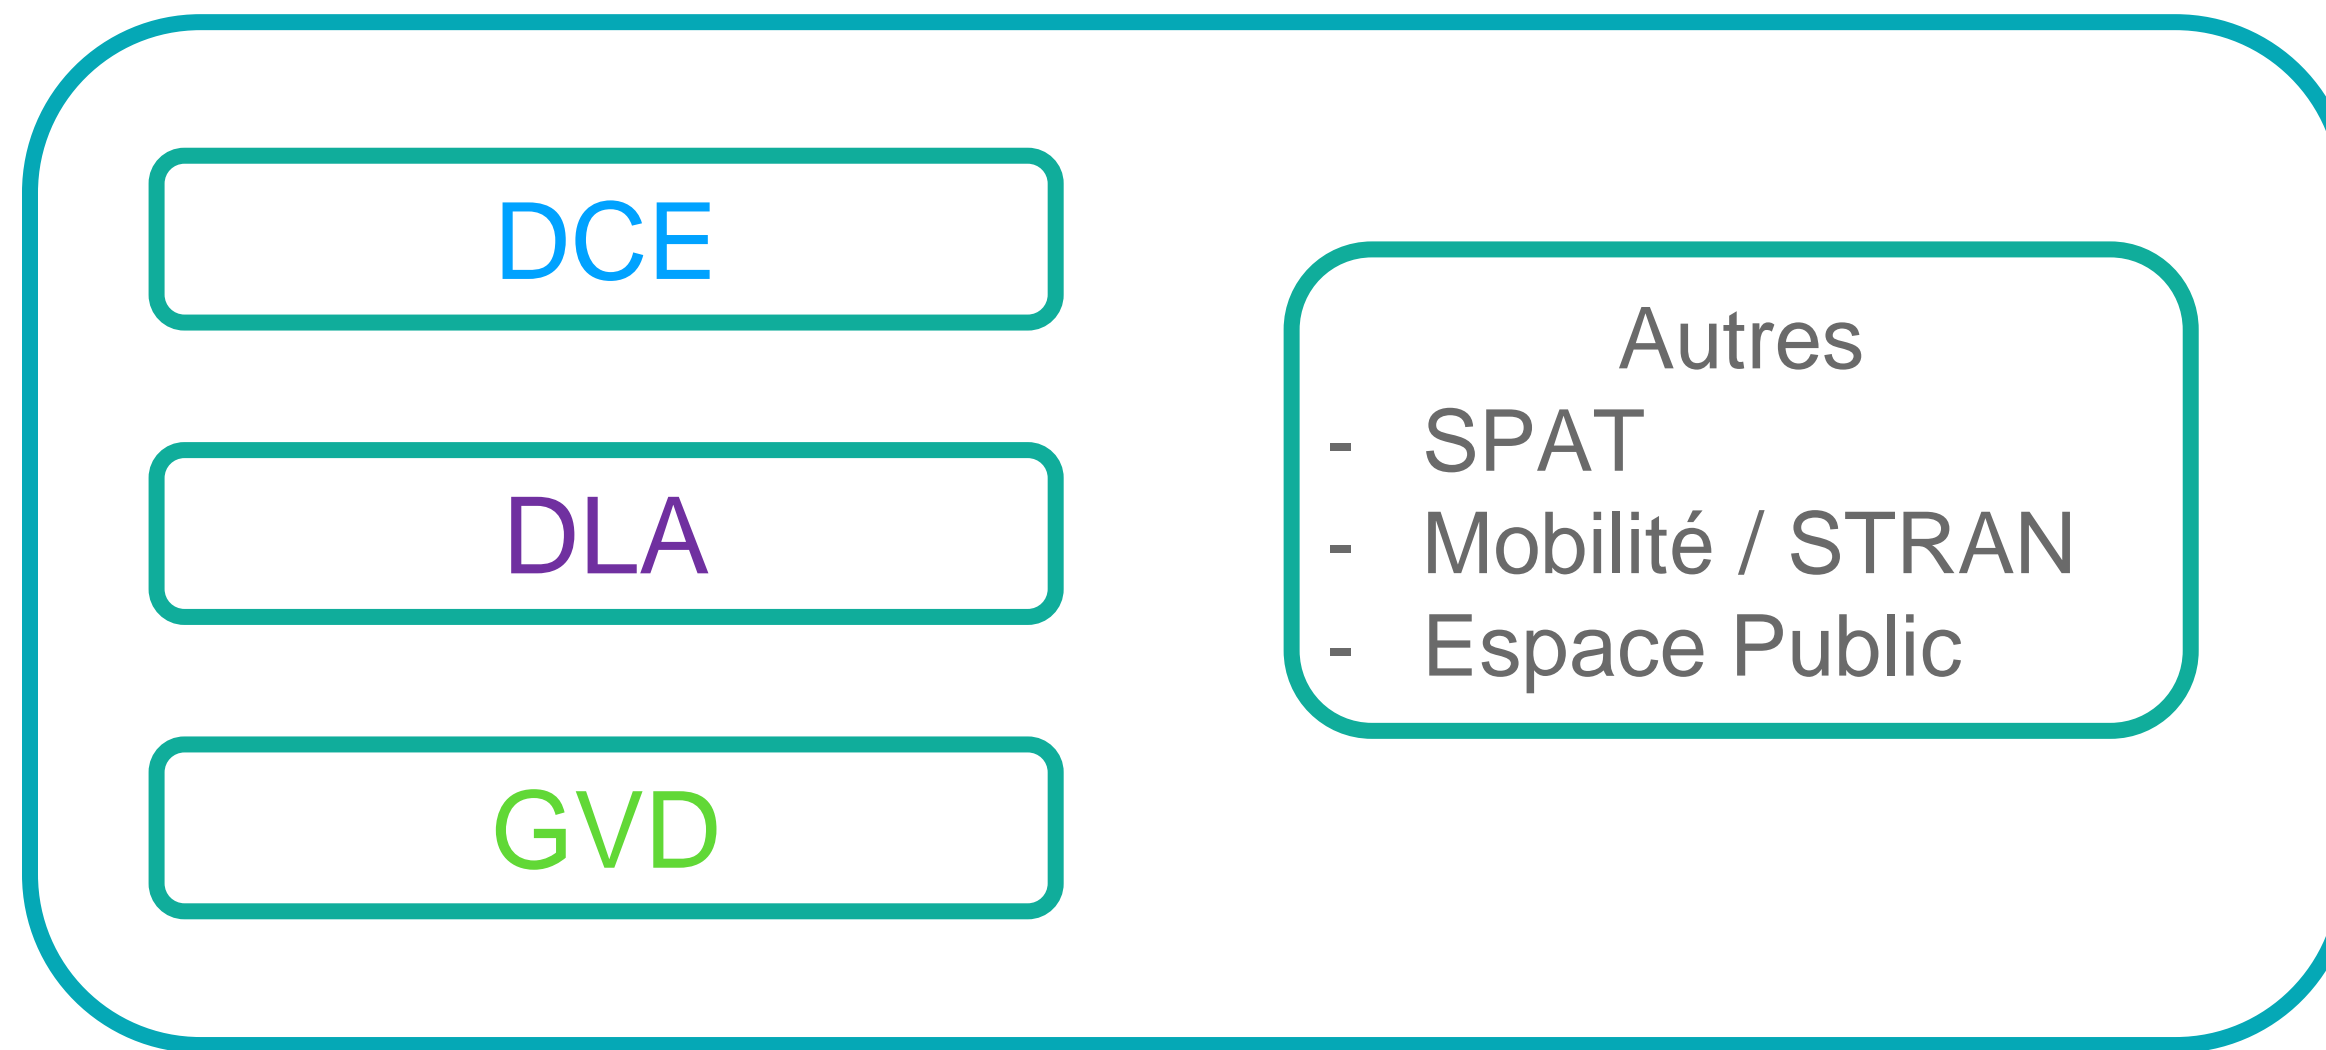 DCE
DLA
GVD
Autres
- SPAT
- Mobilité / STRAN
- Espace Public